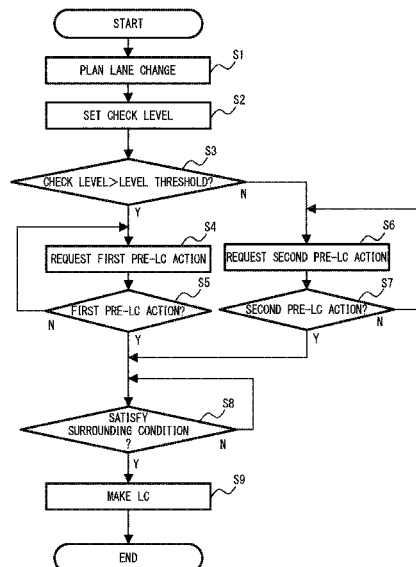 START
S1
PLAN LANE CHANGE
S2
SET CHECK LEVEL
S3
CHECK LEVEL>LEVEL THRESHOLD?
N
Y
S4
REQUEST FIRST PRE-LC ACTION
S6
REQUEST SECOND PRE-LC ACTION
S5
FIRST PRE-LC ACTION?
N
Y
S7
SECOND PRE-LC ACTION?
N
Y
S8
SATISFY
SURROUNDING CONDITION
?
N
Y
S9
MAKE LC
END